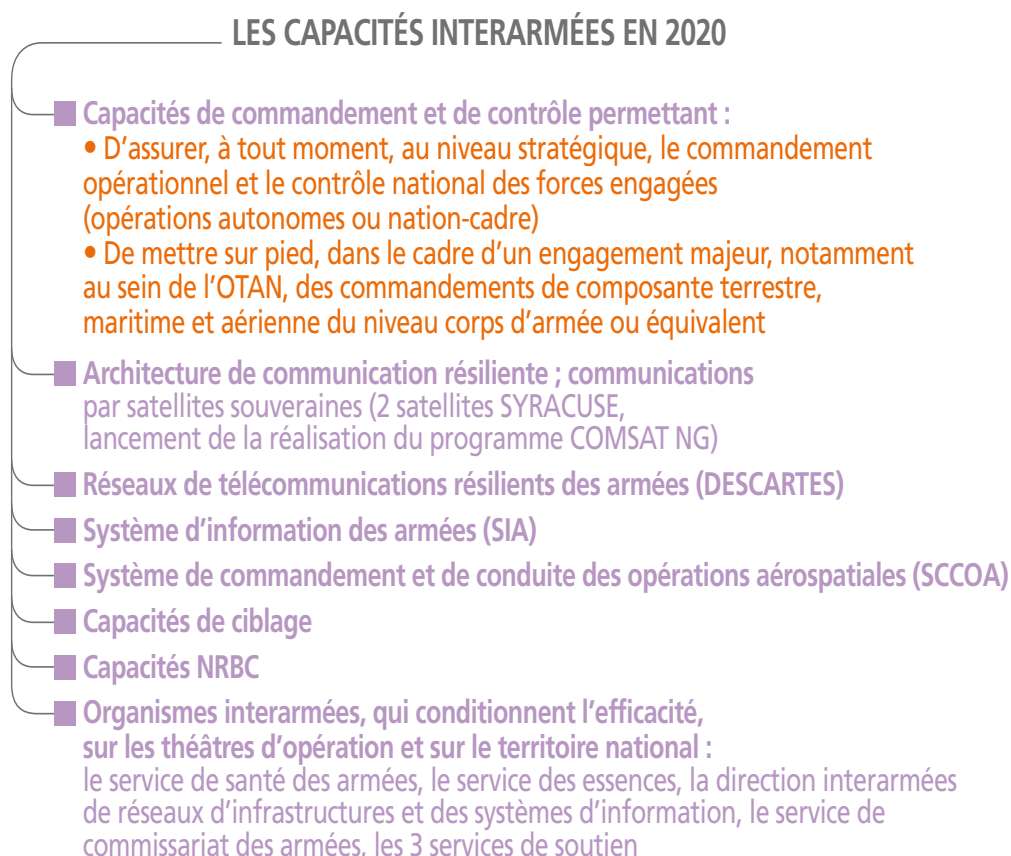 LES CAPACITÉS INTERARMÉES EN 2020
Capacités de commandement et de contrôle permettant :
• D’assurer, à tout moment, au niveau stratégique, le commandement
opérationnel et le contrôle national des forces engagées
(opérations autonomes ou nation-cadre)
• De mettre sur pied, dans le cadre d’un engagement majeur, notamment
au sein de l’OTAN, des commandements de composante terrestre,
maritime et aérienne du niveau corps d’armée ou équivalent
Architecture de communication résiliente ; communications
par satellites souveraines (2 satellites SYRACUSE,
lancement de la réalisation du programme COMSAT NG)
Réseaux de télécommunications résilients des armées (DESCARTES)
Système d’information des armées (SIA)
Système de commandement et de conduite des opérations aérospatiales (SCCOA)
Capacités de ciblage
Capacités NRBC
Organismes interarmées, qui conditionnent l’efficacité,
sur les théâtres d’opération et sur le territoire national :
le service de santé des armées, le service des essences, la direction interarmées
de réseaux d’infrastructures et des systèmes d’information, le service de
commissariat des armées, les 3 services de soutien